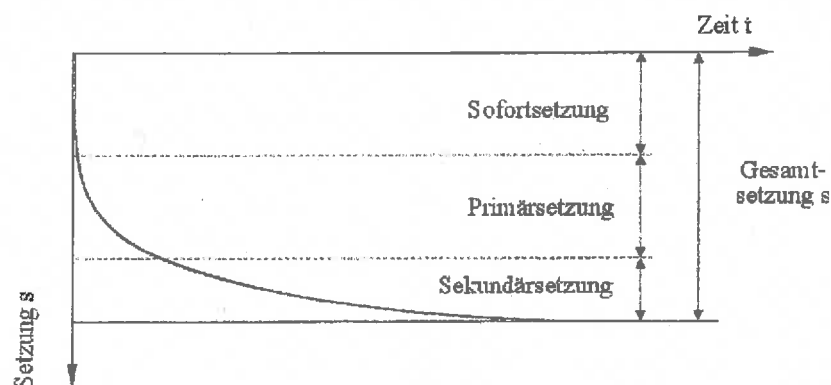 Zeit t
Sofortsetzung
Gesamt-
setzung s
Primärsetzung
Sekundärsetzung
Setzung s